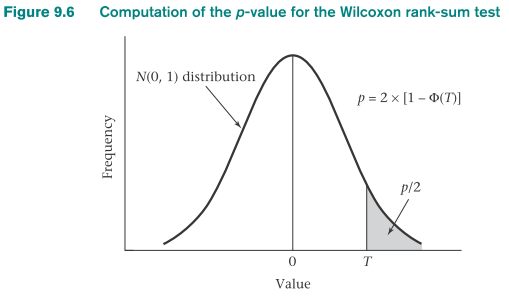 Figure 9.6 Computation of the p-value for the Wilcoxon rank-sum test
N(0, 1) distribution
p = 2 × [1 – Φ(T)]
Frequency
p/2
0
T
Value